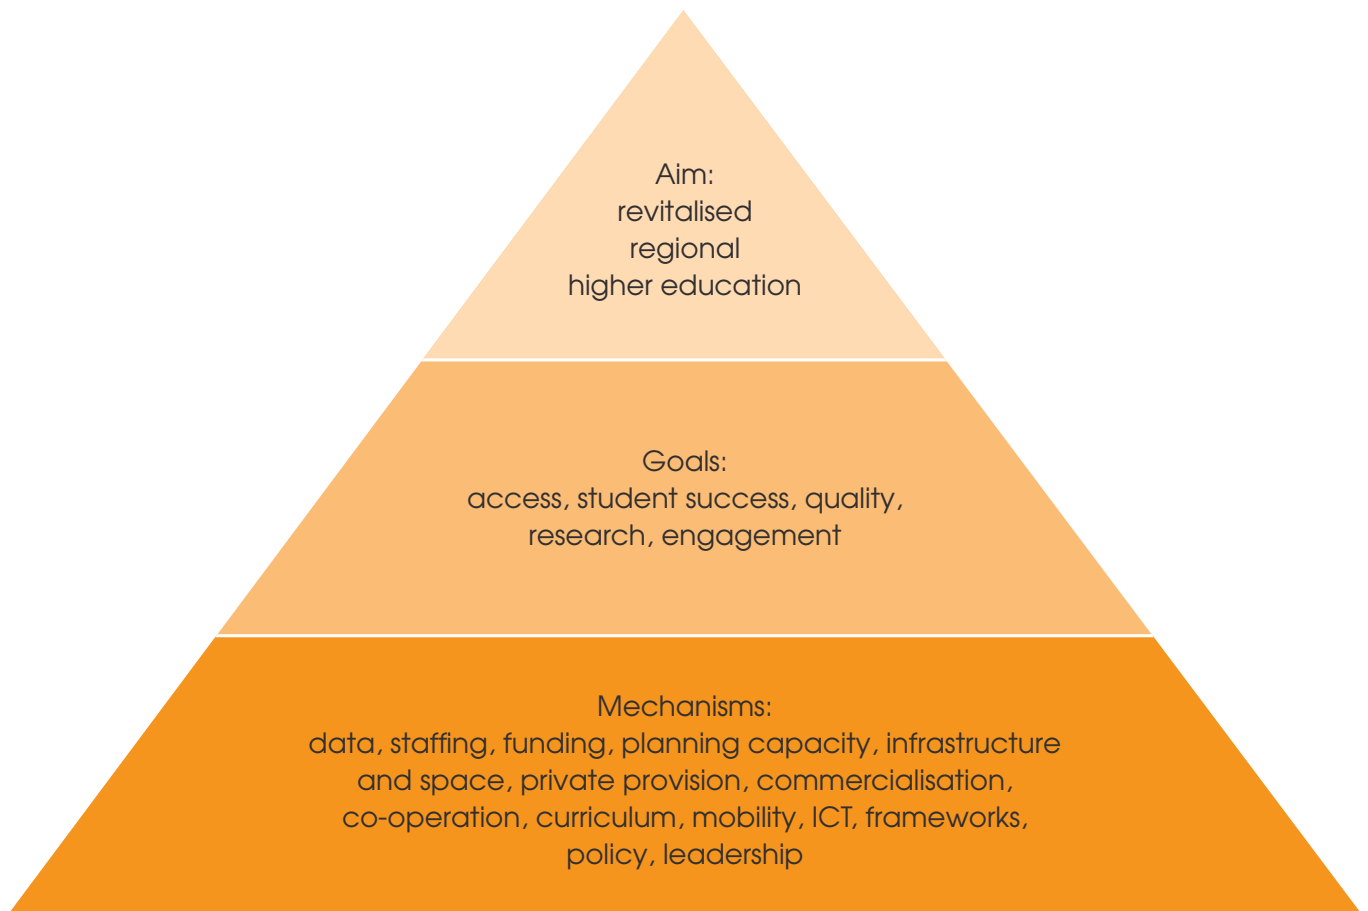 Aim:
revitalised
regional
higher education
Goals:
access, student success, quality,
research, engagement
Mechanisms:
data, staffing, funding, planning capacity, infrastructure
and space, private provision, commercialisation,
co-operation, curriculum, mobility, ICT, frameworks,
policy, leadership